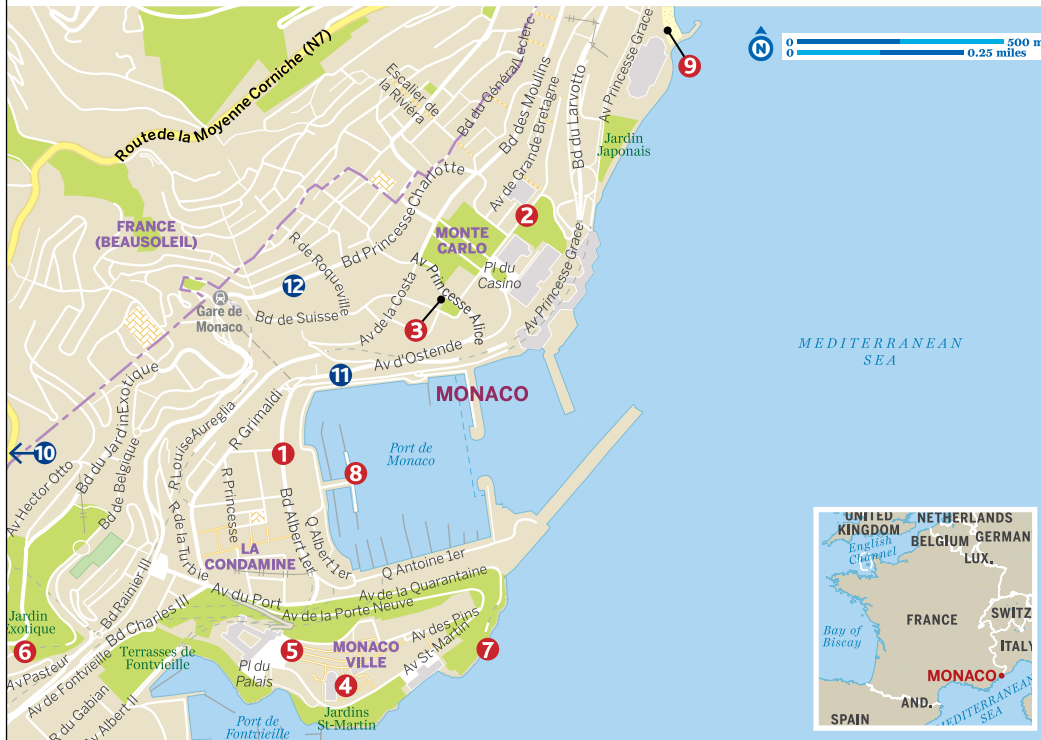 Route de la Moyenne Corniche (N7)
Escalier de
la Riviéra
Bd du Général Leclerc
Bd des Moulins
Av de Grande Bretagne
Bd du Larvotto
Av Princesse Grace
9
N
0 500 m
0 0.25 miles
Jardin
Japonais
FRANCE
(BEAUSOLEIL)
Bd Princesse Charlotte
R de Roqueville
MONTE
CARLO
2
Pl du
Casino
Av Princesse Grace
Av Princesse Alice
Av de la Costa
12
Gare de
Monaco
Bd de Suisse
3
Av d'Ostende
11
MONACO
MEDITERRANEAN
SEA
10
Av Hector Otto
Bd du Jardin Exotique
Bd de Belgique
R Louise Aureglia
R Grimaldi
1
8
Port de
Monaco
R Princesse
R de la Turbie
Bd Albert 1er
Q Albert 1er
LA
CONDAMINE
Q Antoine 1er
Av de la Quarantaine
Av du Port
Av de la Porte Neuve
Bd Rainier III
Bd Charles III
Jardin
Exotique
6
Av Pasteur
Av de Fontvieille
R du Gabian
Av Albert II
Terrasses de
Fontvieille
Pl du
Palais
5
MONACO
VILLE
4
Av des Pins
Av St-Martin
7
Jardins
St-Martin
Port de
Fontvieille
UNITED
KINGDOM
NETHERLANDS
BELGIUM
GERMAN
LUX.
English
Channel
FRANCE
SWITZ
ITALY
Bay of
Biscay
MONACO
AND.
SPAIN
MEDITERRANEAN
SEA